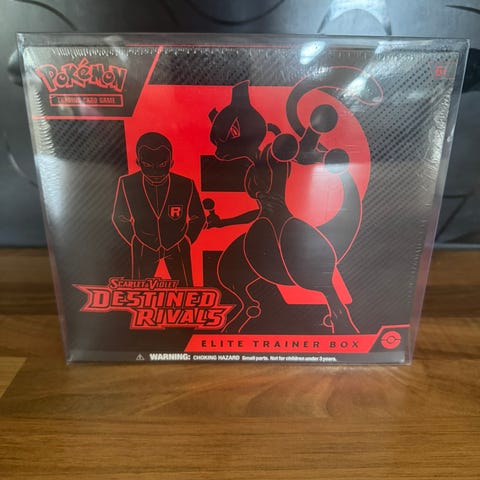 POKéMON
TRADING CARD GAME
R
SCARLET & VIOLET
DESTINED
RIVALS
ELITE TRAINER BOX
WARNING: CHOKING HAZARD Small parts. Not for children under 3 years.